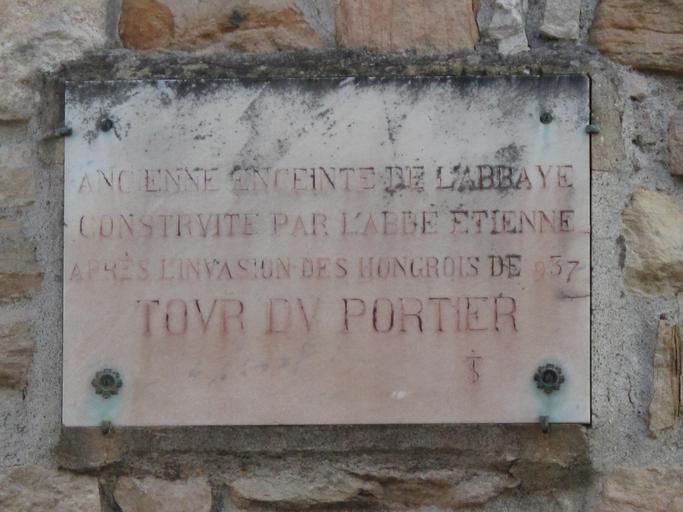 ANCIENNE ENCEINTE DE L'ABBAYE
CONSTRVITE PAR L'ABBÉ ÉTIENNE
APRÈS L'INVASION DES HONGROIS DE 937
TOVR DV PORTIER